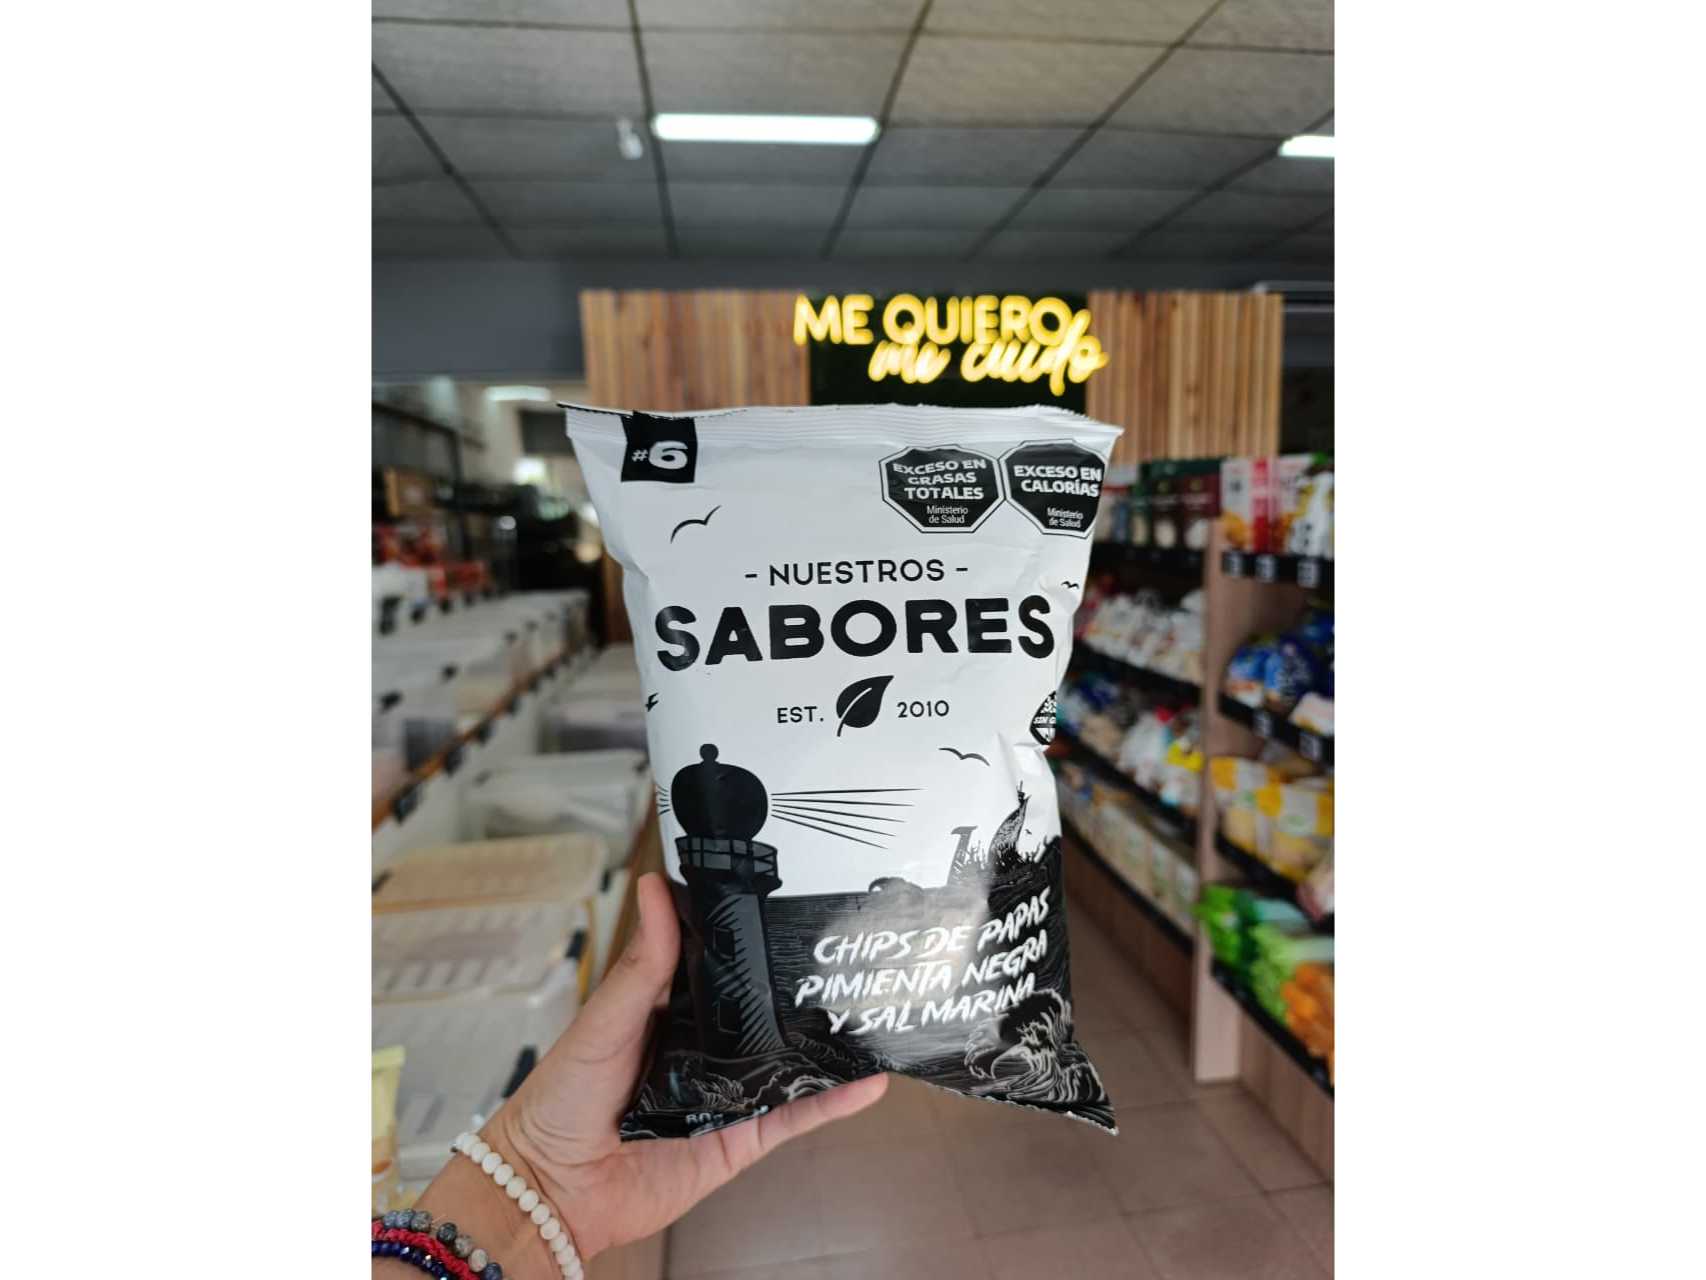 ME QUIERO
me cuido
#6
EXCESO EN
GRASAS
TOTALES
Ministerio
de Salud
EXCESO EN
CALORÍAS
Ministerio
de Salud
- NUESTROS -
SABORES
EST. 2010
SIN
CHIPS DE PAPAS
PIMIENTA NEGRA
Y SAL MARINA